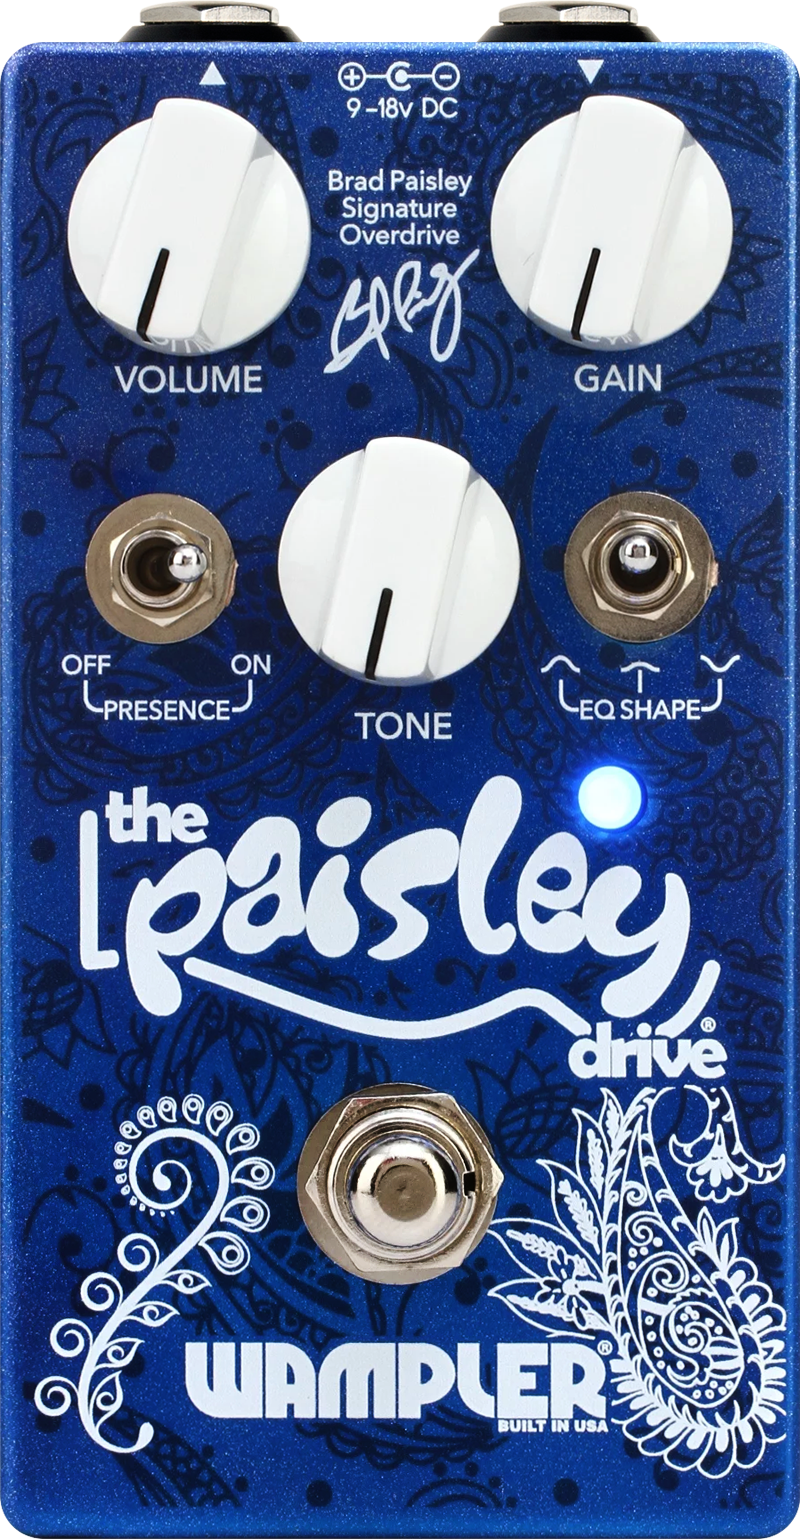 9-18v DC
Brad Paisley
Signature
Overdrive
VOLUME
GAIN
OFF
ON
PRESENCE
TONE
EQ SHAPE
the
paisley
drive®
WAMPLER®
BUILT IN USA